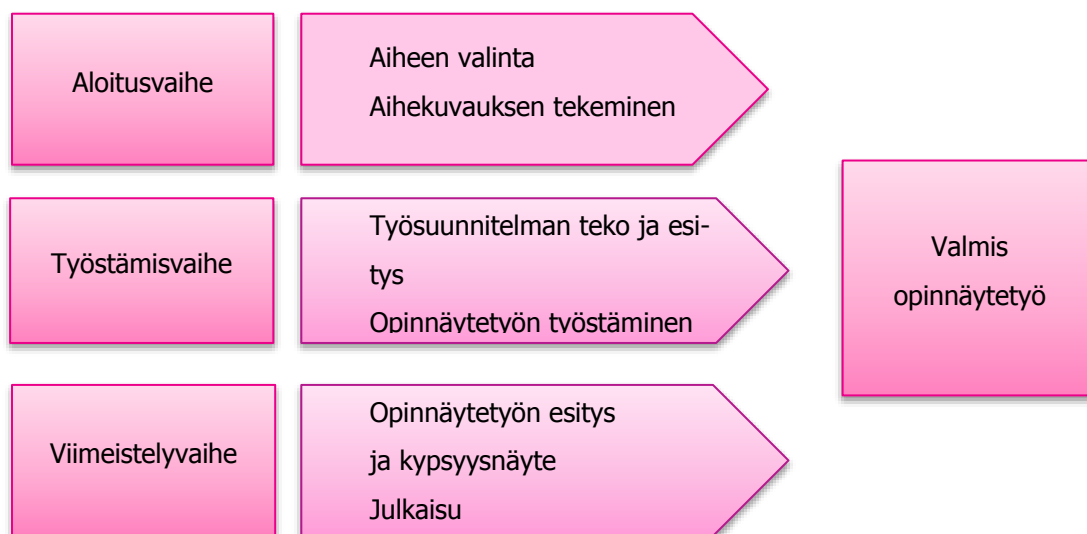 Aloitusvaihe
Aiheen valinta
Aihekuvauksen tekeminen
Työstämisvaihe
Työsuunnitelman teko ja esi-
tys
Opinnäytetyön työstäminen
Viimeistelyvaihe
Opinnäytetyön esitys
ja kypsyysnäyte
Julkaisu
Valmis
opinnäytetyö